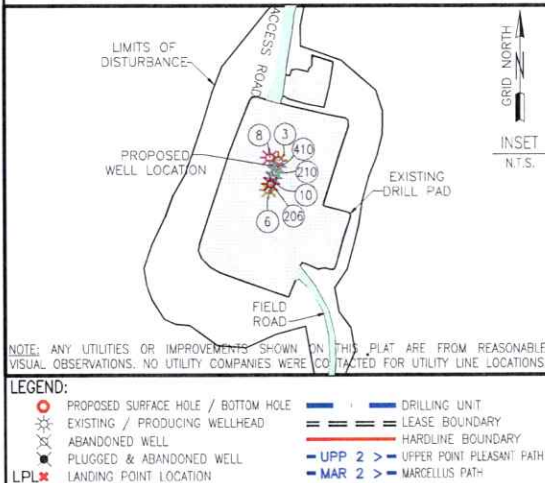 LIMITS OF
DISTURBANCE
ACCESS ROAD
GRID NORTH
N
INSET
N.T.S.
8
3
410
210
10
206
6
PROPOSED
WELL LOCATION
EXISTING
DRILL PAD
FIELD
ROAD
NOTE: ANY UTILITIES OR IMPROVEMENTS SHOWN ON THIS PLAT ARE FROM REASONABLE
VISUAL OBSERVATIONS. NO UTILITY COMPANIES WERE CONTACTED FOR UTILITY LINE LOCATIONS
LEGEND:
PROPOSED SURFACE HOLE / BOTTOM HOLE
EXISTING / PRODUCING WELLHEAD
ABANDONED WELL
PLUGGED & ABANDONED WELL
LPL LANDING POINT LOCATION
DRILLING UNIT
LEASE BOUNDARY
HARDLINE BOUNDARY
UPP 2 > UPPER POINT PLEASANT PATH
MAR 2 > MARCELLUS PATH